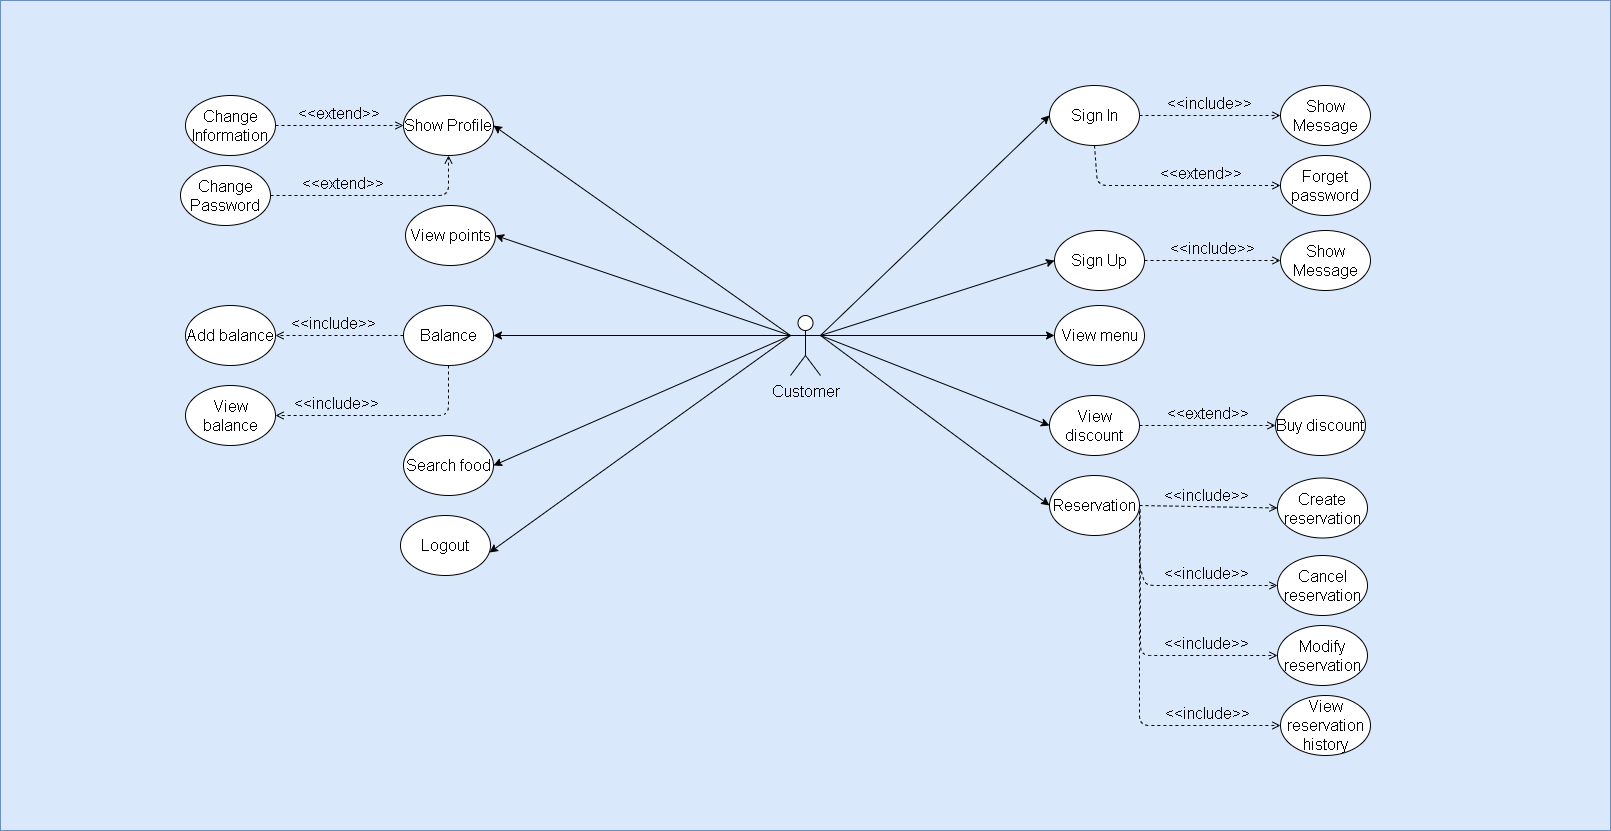 Change
Information
<<extend>>
Show Profile
Change
Password
<<extend>>
View points
Add balance
<<include>>
Balance
View
balance
<<include>>
Search food
Logout
Customer
Sign In
<<include>>
Show
Message
<<extend>>
Forget
password
Sign Up
<<include>>
Show
Message
View menu
View
discount
<<extend>>
Buy discount
Reservation
<<include>>
Create
reservation
<<include>>
Cancel
reservation
<<include>>
Modify
reservation
<<include>>
View
reservation
history